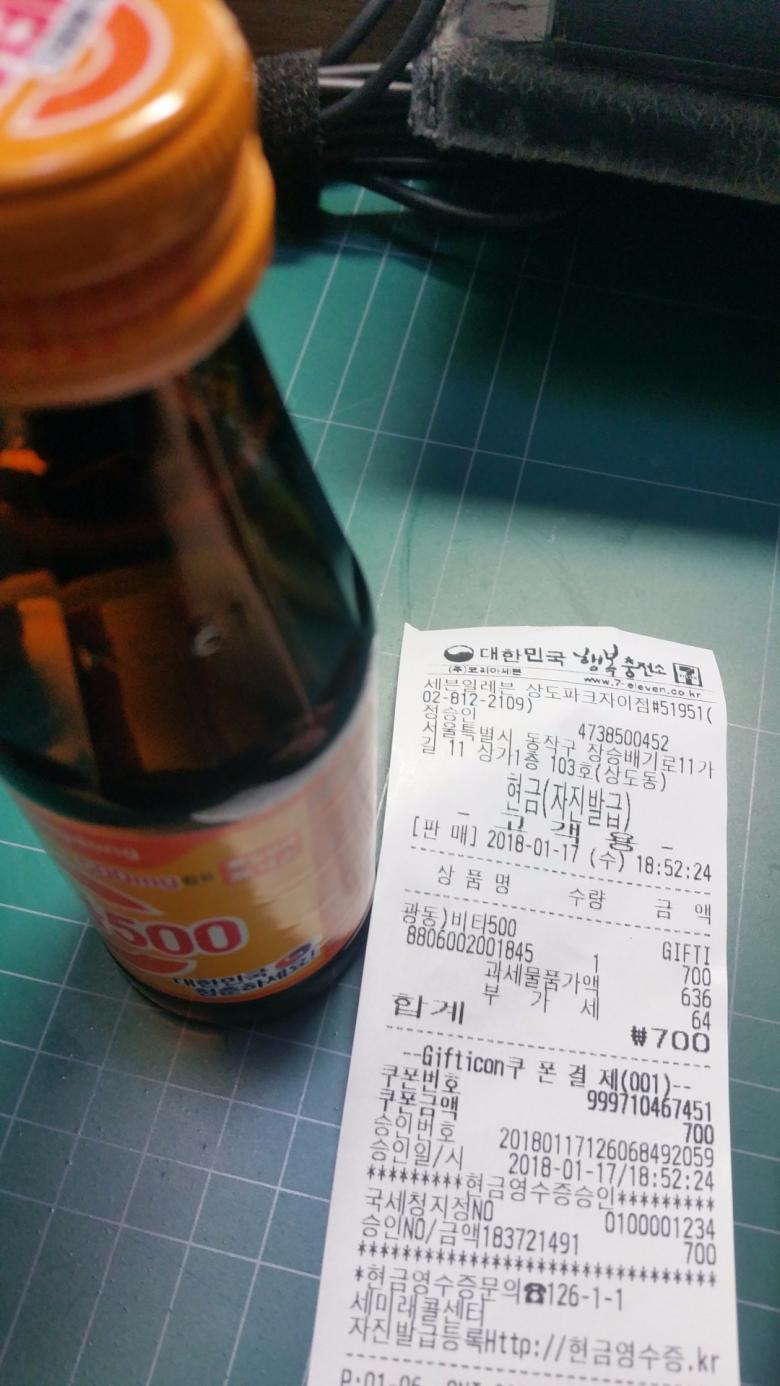 대한민국 행복충전소
(주)코리아세븐
www.7-eleven.co.kr
세븐일레븐 상도파크자이점#51951(
02-812-2109)
정승인 4738500452
서울특별시 동작구 장승배기로11가
길 11 상가1층 103호(상도동)
현금(자진발급)
- 고 객 용 -
[판 매] 2018-01-17 (수) 18:52:24
상 품 명 수량 금 액
광동)비타500 GIFTI
8806002001845 1 700
과세물품가액 636
부 가 세 64
합계 ₩700
--Gifticon쿠 폰 결 제(001)--
쿠폰번호 999710467451
쿠폰금액 700
승인번호 20180117126068492059
승인일/시 2018-01-17/18:52:24
*********현금영수증승인*********
국세청지정NO 0100001234
승인NO/금액183721491 700
********************************
*현금영수증문의☎126-1-1
세미래콜센터
자진발급등록Http://현금영수증.kr
500
대한민국
청춘하세요!